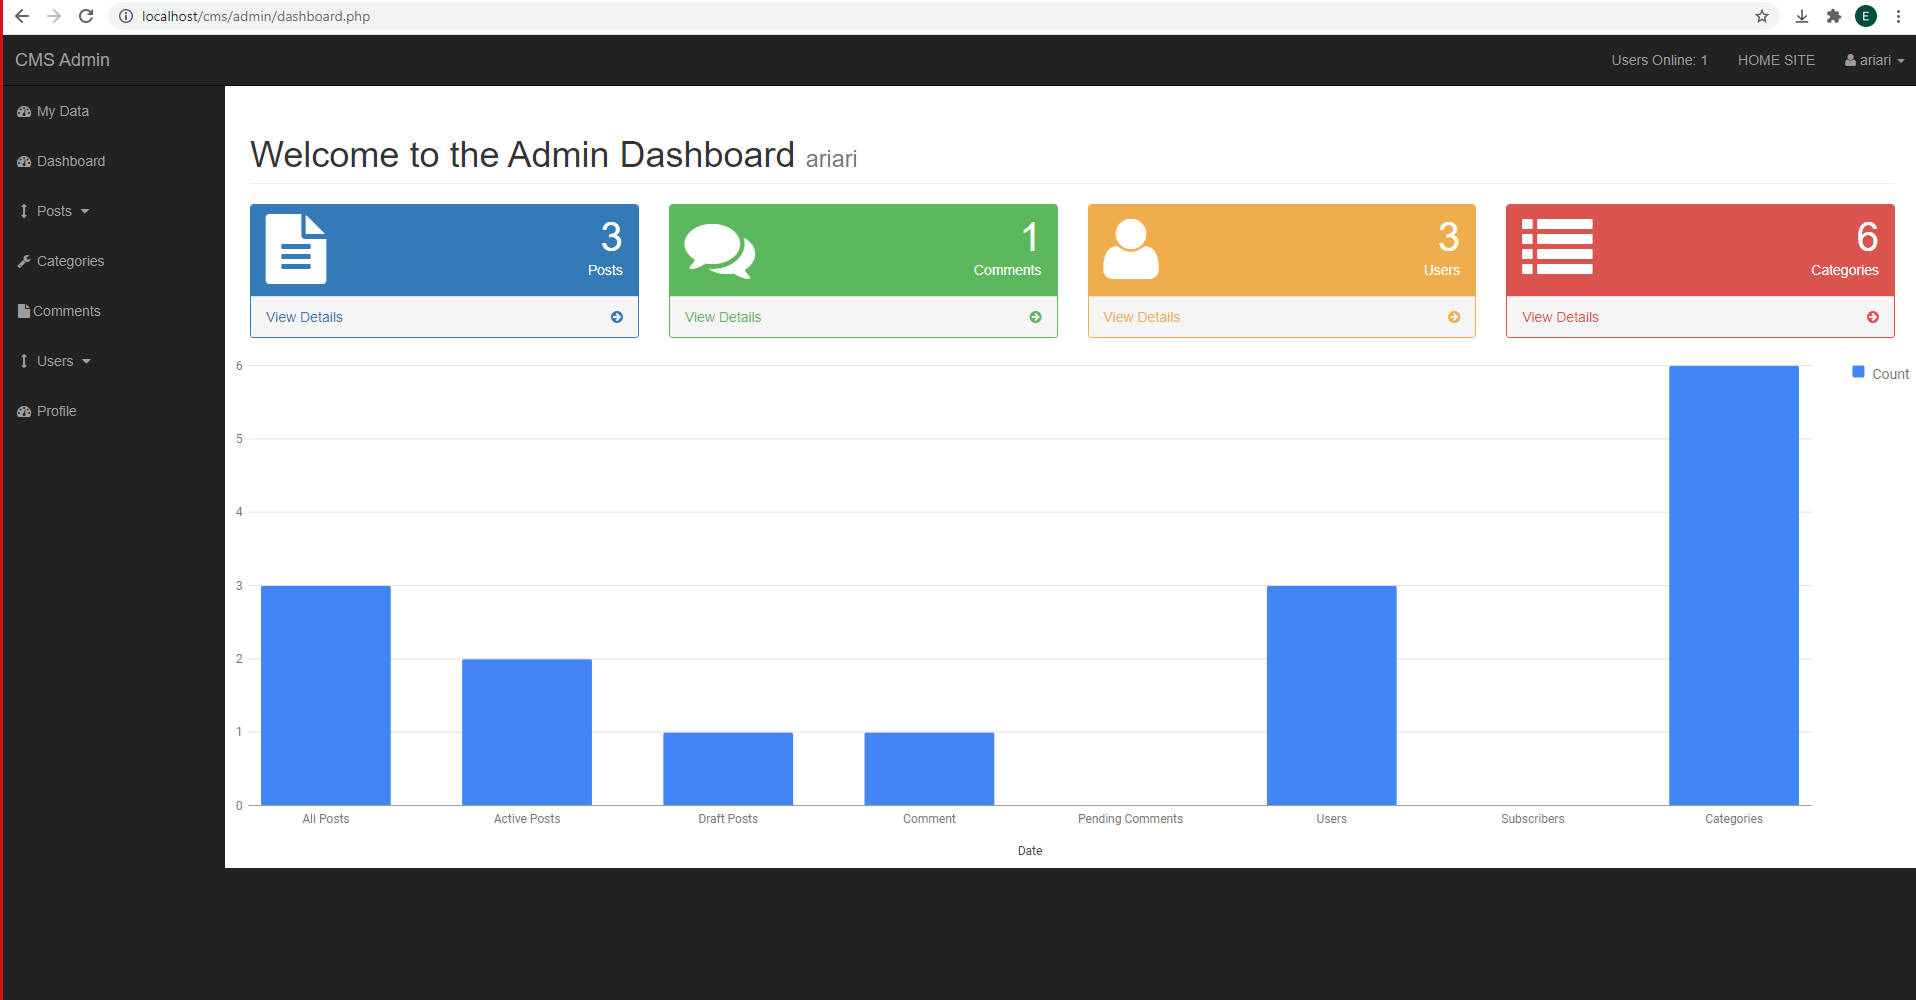 localhost/cms/admin/dashboard.php
E
CMS Admin
Users Online: 1
HOME SITE
ariari
My Data
Dashboard
Posts
Categories
Comments
Users
Profile
Welcome to the Admin Dashboard ariari
3
Posts
View Details
1
Comments
View Details
3
Users
View Details
6
Categories
View Details
6
5
4
3
2
1
0
Count
All Posts
Active Posts
Draft Posts
Comment
Pending Comments
Users
Subscribers
Categories
Date